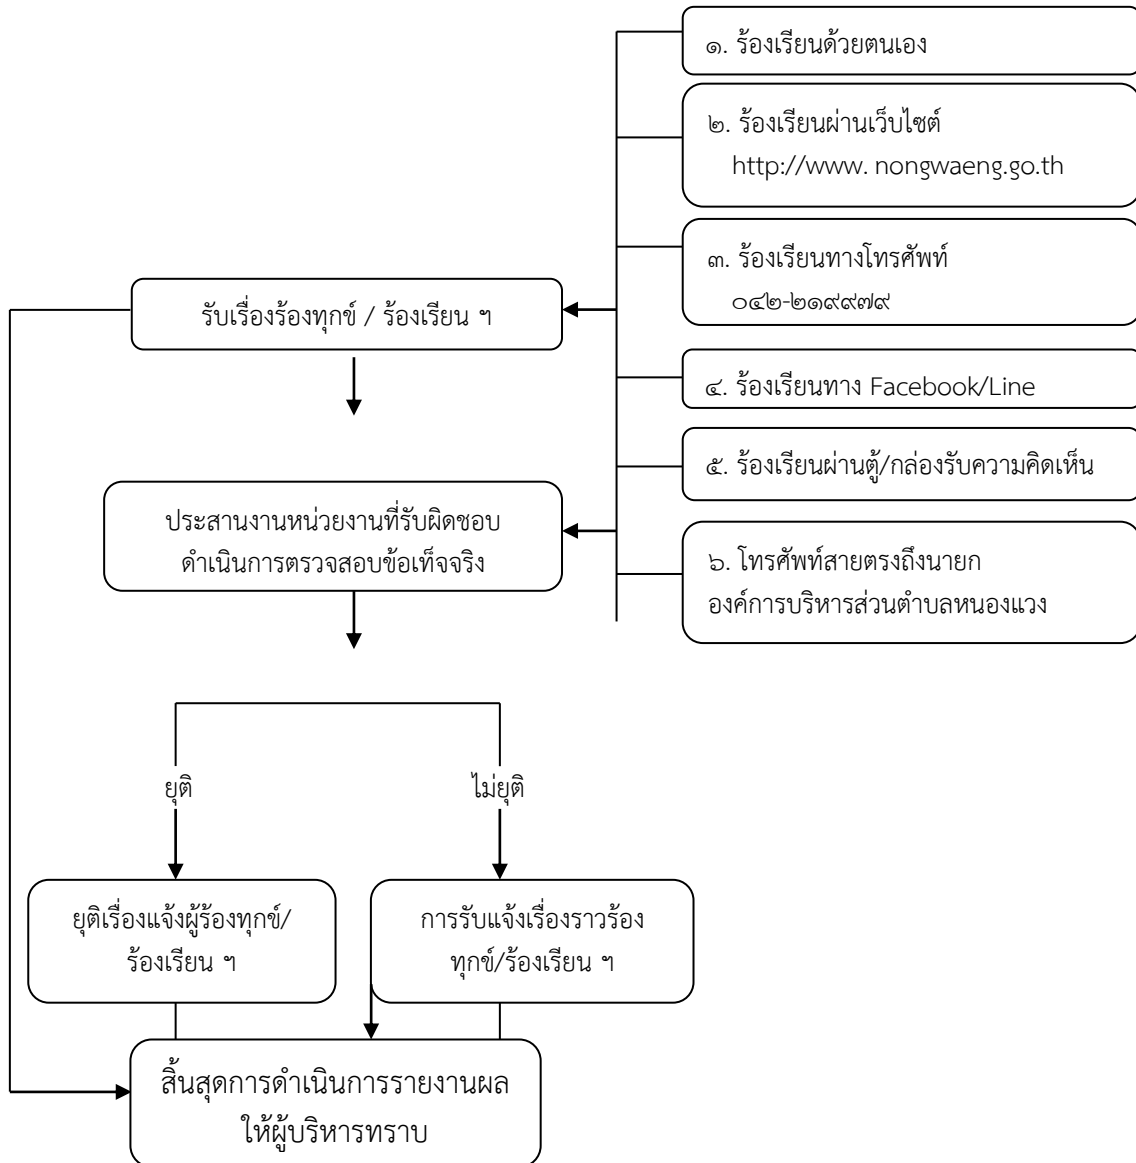 ๑. ร้องเรียนด้วยตนเอง
๒. ร้องเรียนผ่านเว็บไซต์
http://www. nongwaeng.go.th
๓. ร้องเรียนทางโทรศัพท์
๐๔๒-๒๑๙๙๗๙
๔. ร้องเรียนทาง Facebook/Line
๕. ร้องเรียนผ่านตู้/กล่องรับความคิดเห็น
๖. โทรศัพท์สายตรงถึงนายก
องค์การบริหารส่วนตำบลหนองแวง
รับเรื่องร้องทุกข์ / ร้องเรียน ฯ
ประสานงานหน่วยงานที่รับผิดชอบ
ดำเนินการตรวจสอบข้อเท็จจริง
ยุติ
ไม่ยุติ
ยุติเรื่องแจ้งผู้ร้องทุกข์/
ร้องเรียน ฯ
การรับแจ้งเรื่องราวร้อง
ทุกข์/ร้องเรียน ฯ
สิ้นสุดการดำเนินการรายงานผล
ให้ผู้บริหารทราบ